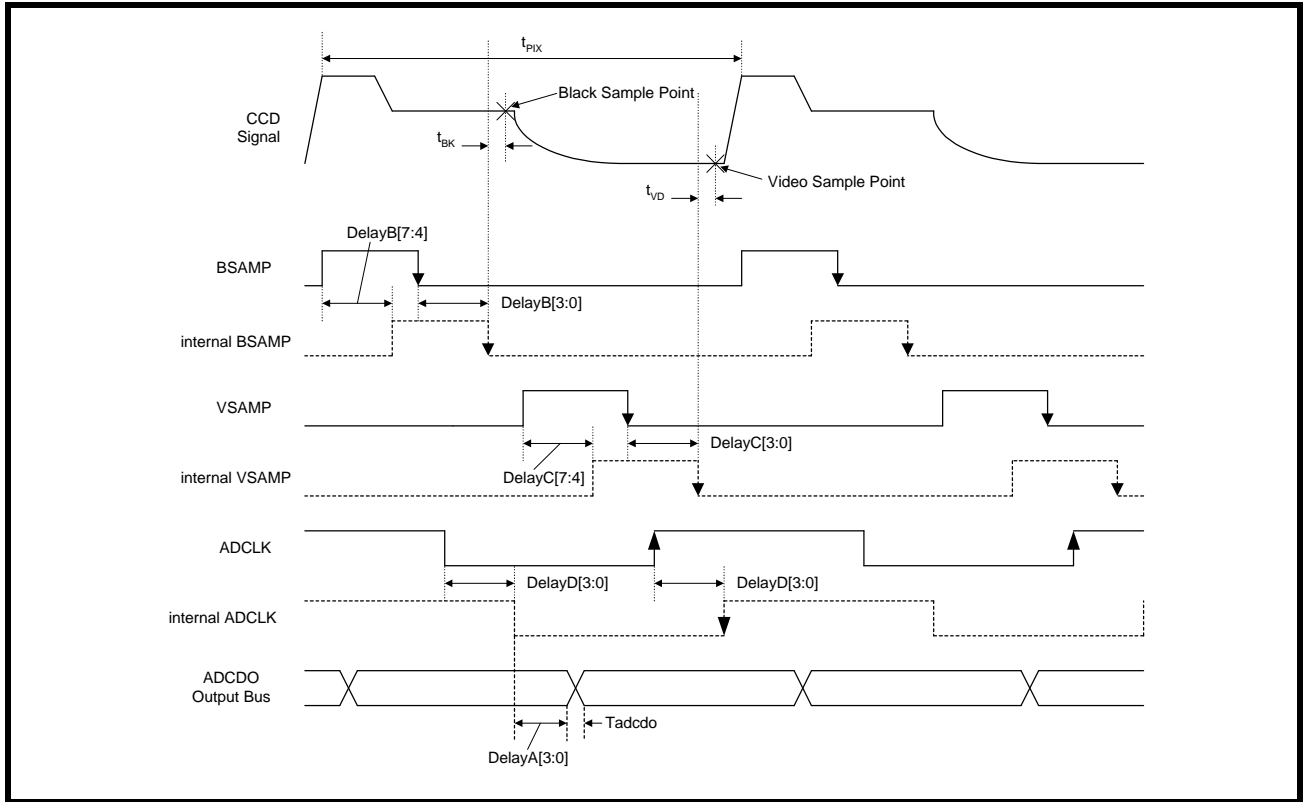 tPIX
Black Sample Point
CCD
Signal
tBK
Video Sample Point
tVD
DelayB[7:4]
BSAMP
DelayB[3:0]
internal BSAMP
VSAMP
DelayC[3:0]
internal VSAMP
DelayC[7:4]
ADCLK
DelayD[3:0]
DelayD[3:0]
internal ADCLK
ADCDO
Output Bus
Tadcdo
DelayA[3:0]